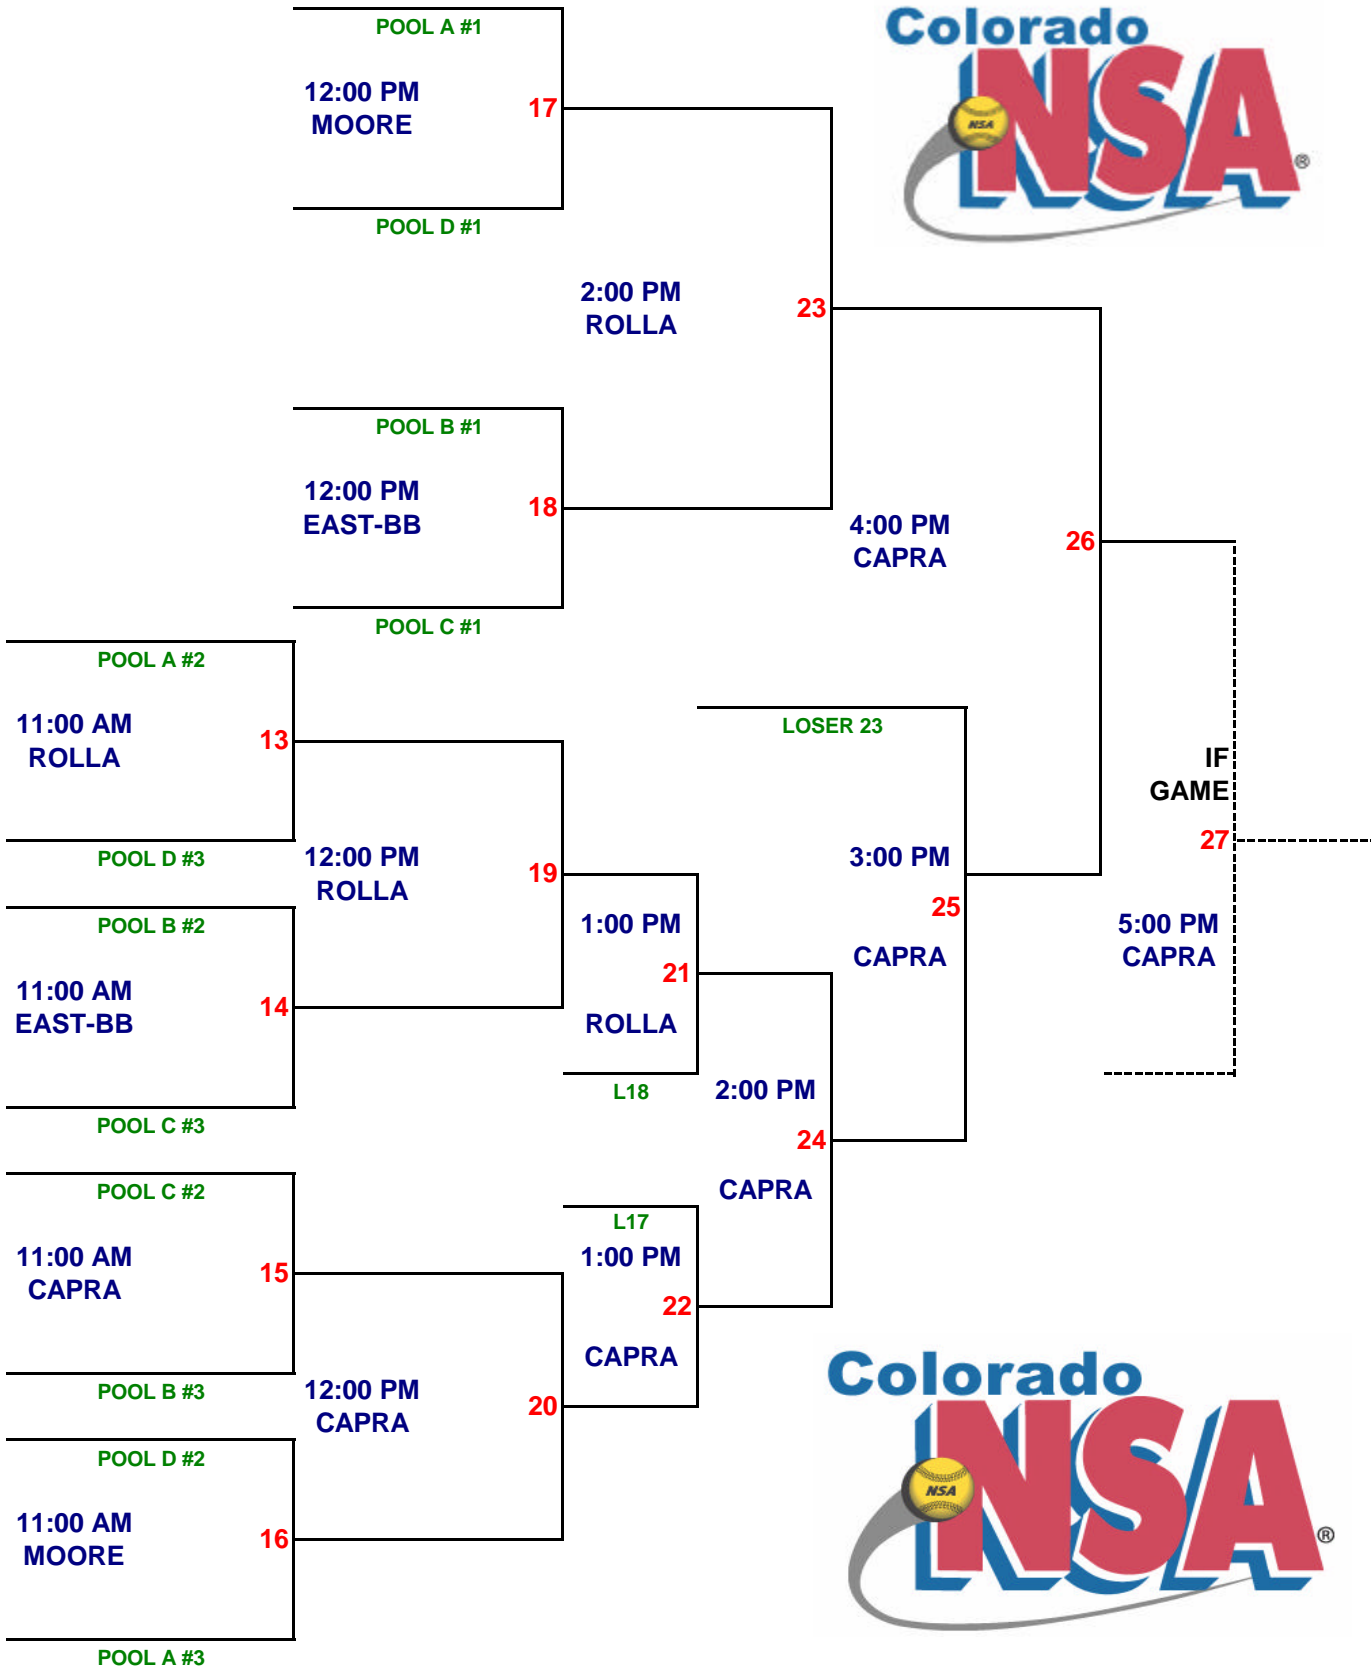 POOL A #1
12:00 PM
MOORE
17
POOL D #1
Colorado
NSA
NSA
®
2:00 PM
ROLLA
23
POOL B #1
12:00 PM
EAST-BB
18
POOL C #1
4:00 PM
CAPRA
26
POOL A #2
11:00 AM
ROLLA
13
POOL D #3
12:00 PM
ROLLA
19
POOL B #2
11:00 AM
EAST-BB
14
POOL C #3
1:00 PM
21
ROLLA
L18
LOSER 23
3:00 PM
25
CAPRA
IF
GAME
27
5:00 PM
CAPRA
2:00 PM
24
CAPRA
POOL C #2
11:00 AM
CAPRA
15
POOL B #3
L17
1:00 PM
22
CAPRA
12:00 PM
CAPRA
20
POOL D #2
11:00 AM
MOORE
16
POOL A #3
Colorado
NSA
NSA
®